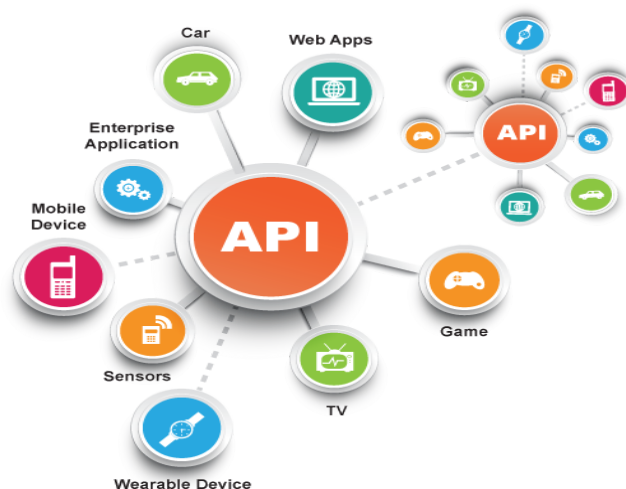 Car
Web Apps
API
Enterprise
Application
Mobile
Device
API
Game
Sensors
TV
Wearable Device